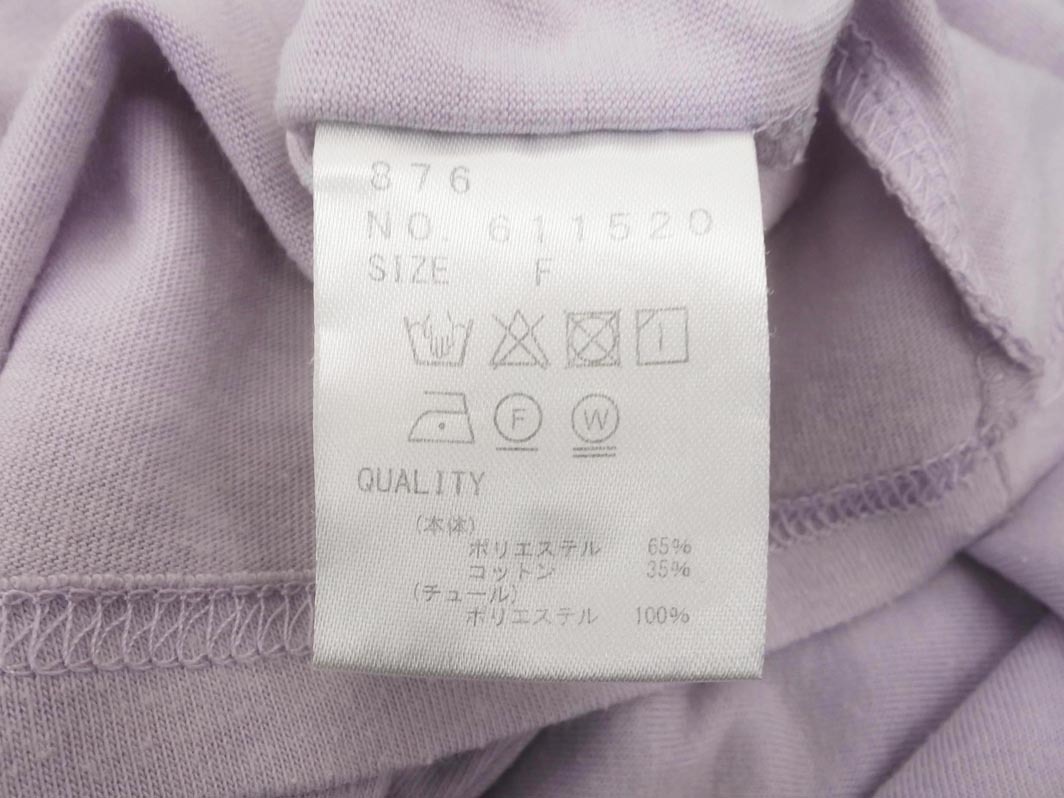 876
NO. 611520
SIZE F
F W
QUALITY
(本体)
ポリエステル 65%
コットン 35%
(チュール)
ポリエステル 100%